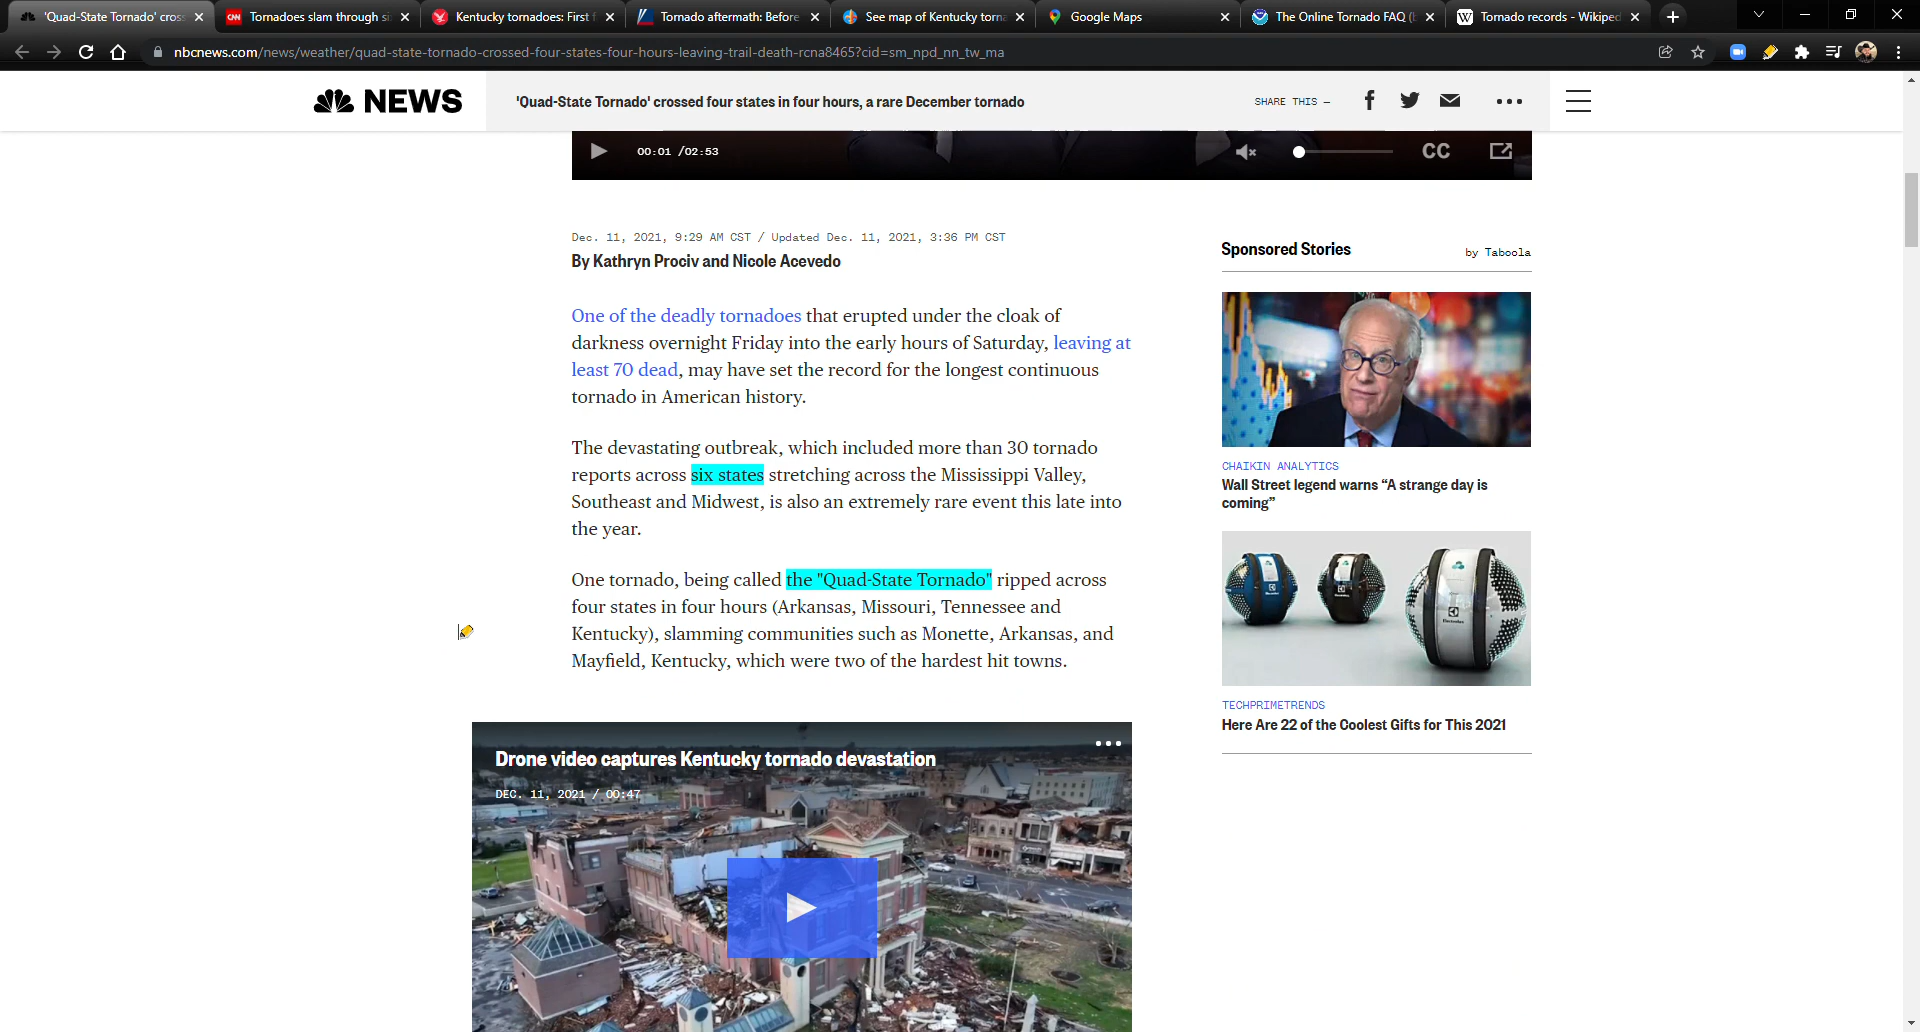 'Quad-State Tornado' cros
CNN
Tornadoes slam through si
Kentucky tornadoes: First f
Tornado aftermath: Before
See map of Kentucky torna
Google Maps
The Online Tornado FAQ (b
W Tornado records - Wikiped
nbcnews.com/news/weather/quad-state-tornado-crossed-four-states-four-hours-leaving-trail-death-rcna8465?cid=sm_npd_nn_tw_ma
NEWS
'Quad-State Tornado' crossed four states in four hours, a rare December tornado
SHARE THIS —
00:01 /02:53
CC
Dec. 11, 2021, 9:29 AM CST / Updated Dec. 11, 2021, 3:36 PM CST
By Kathryn Prociv and Nicole Acevedo
One of the deadly tornadoes that erupted under the cloak of
darkness overnight Friday into the early hours of Saturday, leaving at
least 70 dead, may have set the record for the longest continuous
tornado in American history.
The devastating outbreak, which included more than 30 tornado
reports across six states stretching across the Mississippi Valley,
Southeast and Midwest, is also an extremely rare event this late into
the year.
One tornado, being called the "Quad-State Tornado" ripped across
four states in four hours (Arkansas, Missouri, Tennessee and
Kentucky), slamming communities such as Monette, Arkansas, and
Mayfield, Kentucky, which were two of the hardest hit towns.
Drone video captures Kentucky tornado devastation
DEC. 11, 2021 / 00:47
Sponsored Stories
by Taboola
CHAIKIN ANALYTICS
Wall Street legend warns “A strange day is
coming”
Electrolux
TECHPRIMETRENDS
Here Are 22 of the Coolest Gifts for This 2021